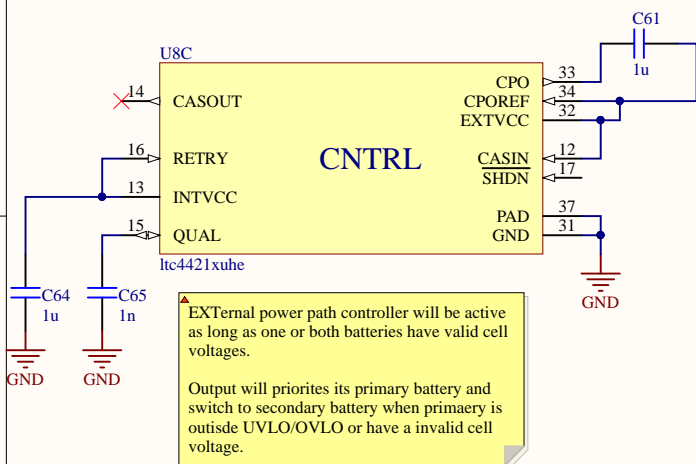 C61
1u
U8C
14
CASOUT
16
RETRY
13
INTVCC
15
QUAL
CNTRL
CPO
33
CPOREF
34
EXTVCC
32
CASIN
12
SHDN
17
PAD
37
GND
31
ltc4421xuhe
C64
1u
C65
1n
GND
GND
GND
EXTernal power path controller will be active
as long as one or both batteries have valid cell
voltages.
Output will priorites its primary battery and
switch to secondary battery when primaery is
outisde UVLO/OVLO or have a invalid cell
voltage.